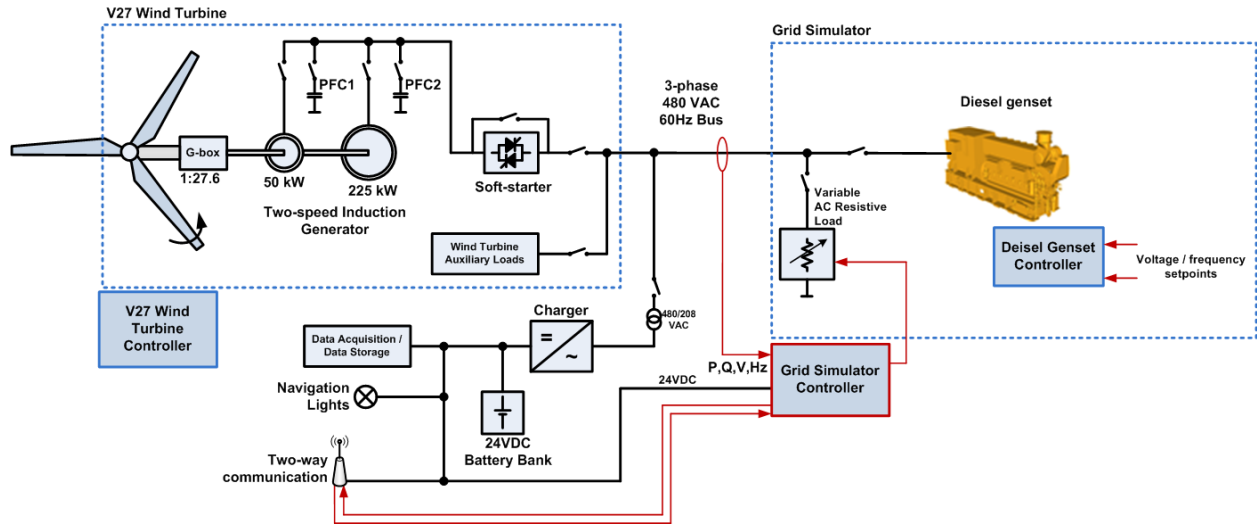 V27 Wind Turbine
Grid Simulator
PFC1
PFC2
3-phase
480 VAC
60Hz Bus
Diesel genset
G-box
1:27.6
50 kW
225 kW
Two-speed Induction
Generator
Soft-starter
Variable
AC Resistive
Load
Wind Turbine
Auxiliary Loads
Deisel Genset
Controller
Voltage / frequency
setpoints
V27 Wind
Turbine
Controller
Charger
=
~
480/208
VAC
Data Acquisition /
Data Storage
P,Q,V,Hz
Grid Simulator
Controller
24VDC
Navigation
Lights
24VDC
Battery Bank
Two-way
communication